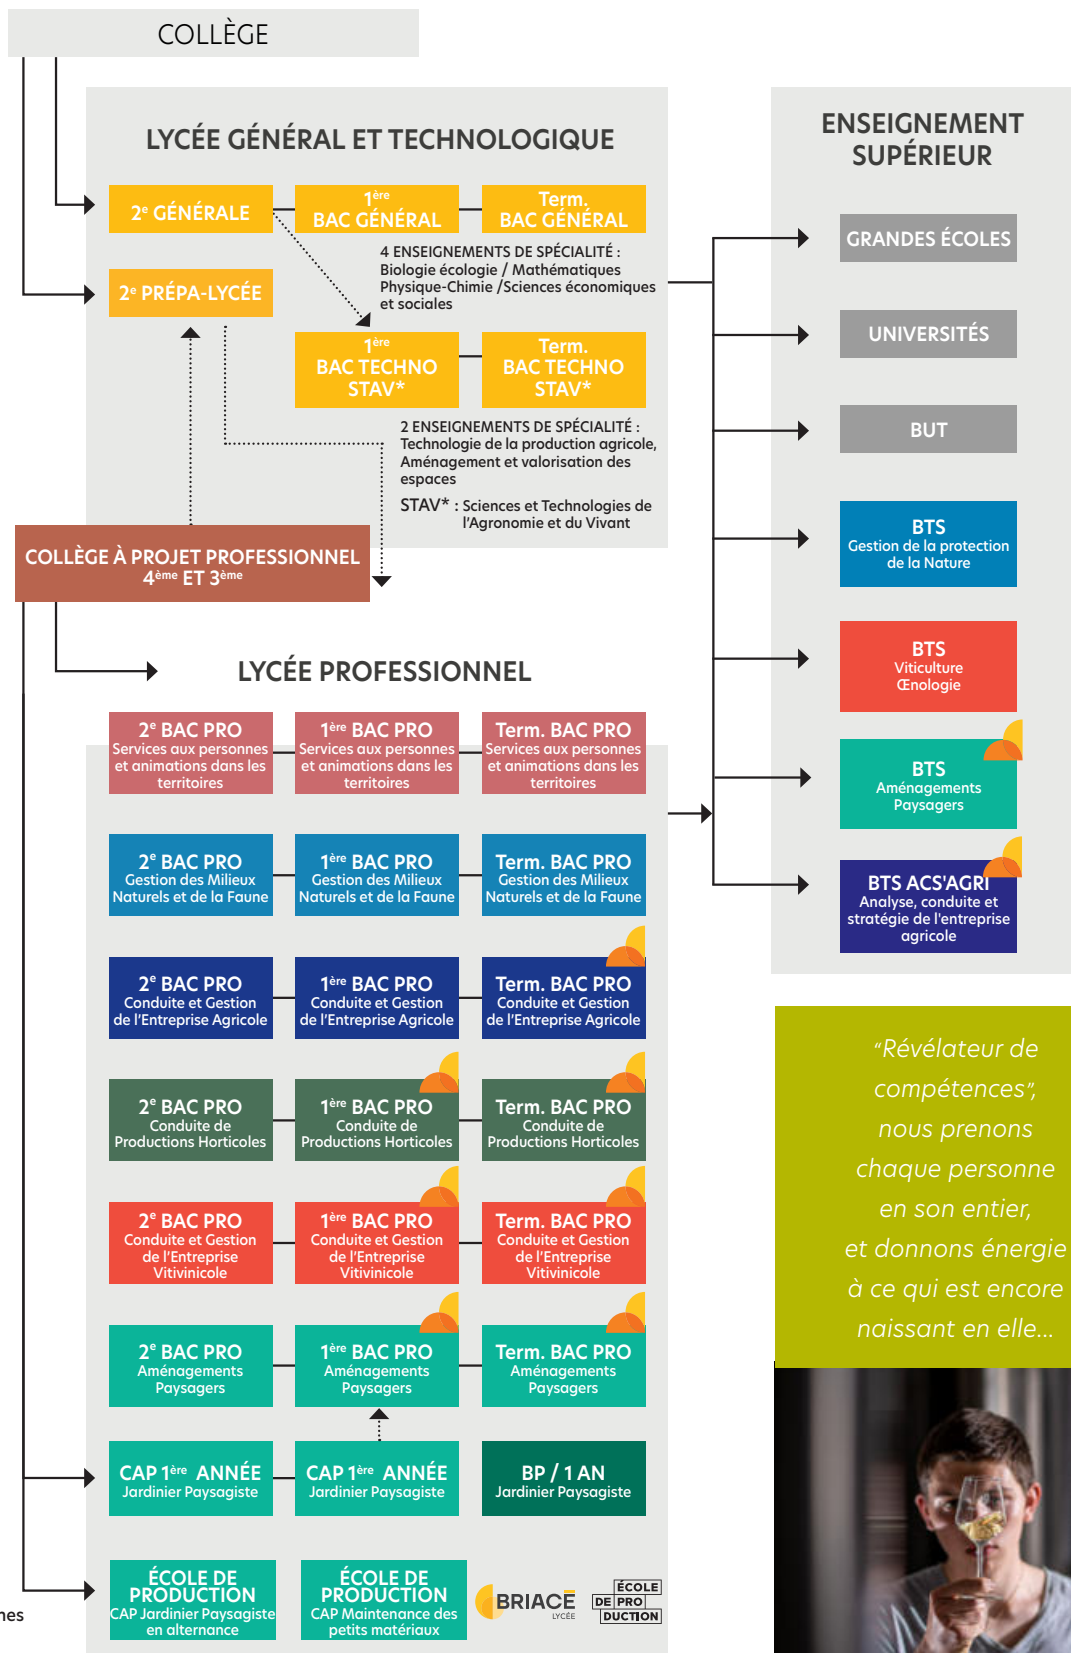 COLLÈGE
LYCÉE GÉNÉRAL ET TECHNOLOGIQUE
2e GÉNÉRALE
1ère
BAC GÉNÉRAL
Term.
BAC GÉNÉRAL
4 ENSEIGNEMENTS DE SPÉCIALITÉ :
Biologie écologie / Mathématiques
Physique-Chimie /Sciences économiques
et sociales
2e PRÉPA-LYCÉE
1ère
BAC TECHNO
STAV*
Term.
BAC TECHNO
STAV*
2 ENSEIGNEMENTS DE SPÉCIALITÉ :
Technologie de la production agricole,
Aménagement et valorisation des
espaces
STAV* : Sciences et Technologies de
l'Agronomie et du Vivant
COLLÈGE À PROJET PROFESSIONNEL
4ème ET 3ème
LYCÉE PROFESSIONNEL
2e BAC PRO
Services aux personnes
et animations dans les
territoires
1ère BAC PRO
Services aux personnes
et animations dans les
territoires
Term. BAC PRO
Services aux personnes
et animations dans les
territoires
2e BAC PRO
Gestion des Milieux
Naturels et de la Faune
1ère BAC PRO
Gestion des Milieux
Naturels et de la Faune
Term. BAC PRO
Gestion des Milieux
Naturels et de la Faune
2e BAC PRO
Conduite et Gestion
de l'Entreprise Agricole
1ère BAC PRO
Conduite et Gestion
de l'Entreprise Agricole
Term. BAC PRO
Conduite et Gestion
de l'Entreprise Agricole
2e BAC PRO
Conduite de
Productions Horticoles
1ère BAC PRO
Conduite de
Productions Horticoles
Term. BAC PRO
Conduite de
Productions Horticoles
2e BAC PRO
Conduite et Gestion
de l'Entreprise
Vitivinicole
1ère BAC PRO
Conduite et Gestion
de l'Entreprise
Vitivinicole
Term. BAC PRO
Conduite et Gestion
de l'Entreprise
Vitivinicole
2e BAC PRO
Aménagements
Paysagers
1ère BAC PRO
Aménagements
Paysagers
Term. BAC PRO
Aménagements
Paysagers
CAP 1ère ANNÉE
Jardinier Paysagiste
CAP 1ère ANNÉE
Jardinier Paysagiste
BP / 1 AN
Jardinier Paysagiste
ÉCOLE DE
PRODUCTION
CAP Jardinier Paysagiste
en alternance
ÉCOLE DE
PRODUCTION
CAP Maintenance des
petits matériaux
BRIACÉ
LYCÉE
ÉCOLE
DE PRO
DUCTION
nes
ENSEIGNEMENT
SUPÉRIEUR
GRANDES ÉCOLES
UNIVERSITÉS
BUT
BTS
Gestion de la protection
de la Nature
BTS
Viticulture
Œnologie
BTS
Aménagements
Paysagers
BTS ACS'AGRI
Analyse, conduite et
stratégie de l'entreprise
agricole
“Révélateur de
compétences”,
nous prenons
chaque personne
en son entier,
et donnons énergie
à ce qui est encore
naissant en elle...